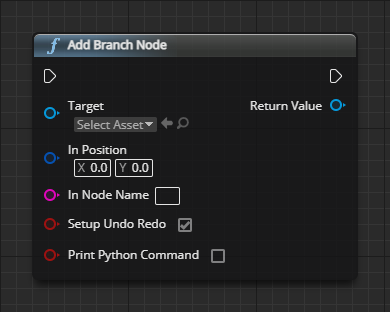 f Add Branch Node
Target Return Value
Select Asset
In Position
X 0.0 Y 0.0
In Node Name
Setup Undo Redo
Print Python Command